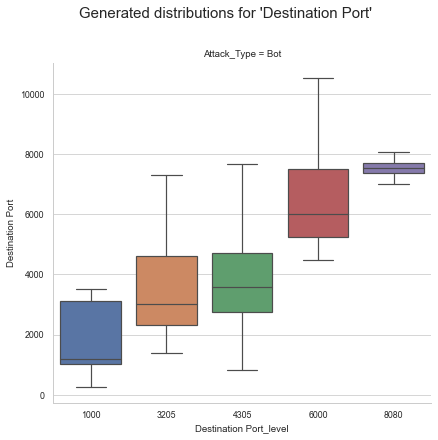 Generated distributions for 'Destination Port'
Attack_Type = Bot
10000
8000
6000
4000
2000
0
Destination Port
1000 3205 4305 6000 8080
Destination Port_level